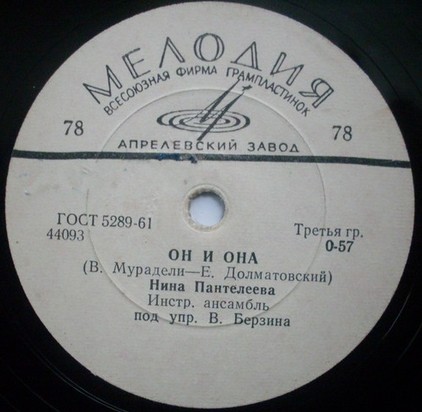 МЕЛОДИЯ
ВСЕСОЮЗНАЯ ФИРМА ГРАМПЛАСТИНОК
78 78
АПРЕЛЕВСКИЙ ЗАВОД
ГОСТ 5289-61 Третья гр.
44093 0-57
ОН И ОНА
(В. Мурадели—Е. Долматовский)
Нина Пантелеева
Инстр. ансамбль
под упр. В. Берзина